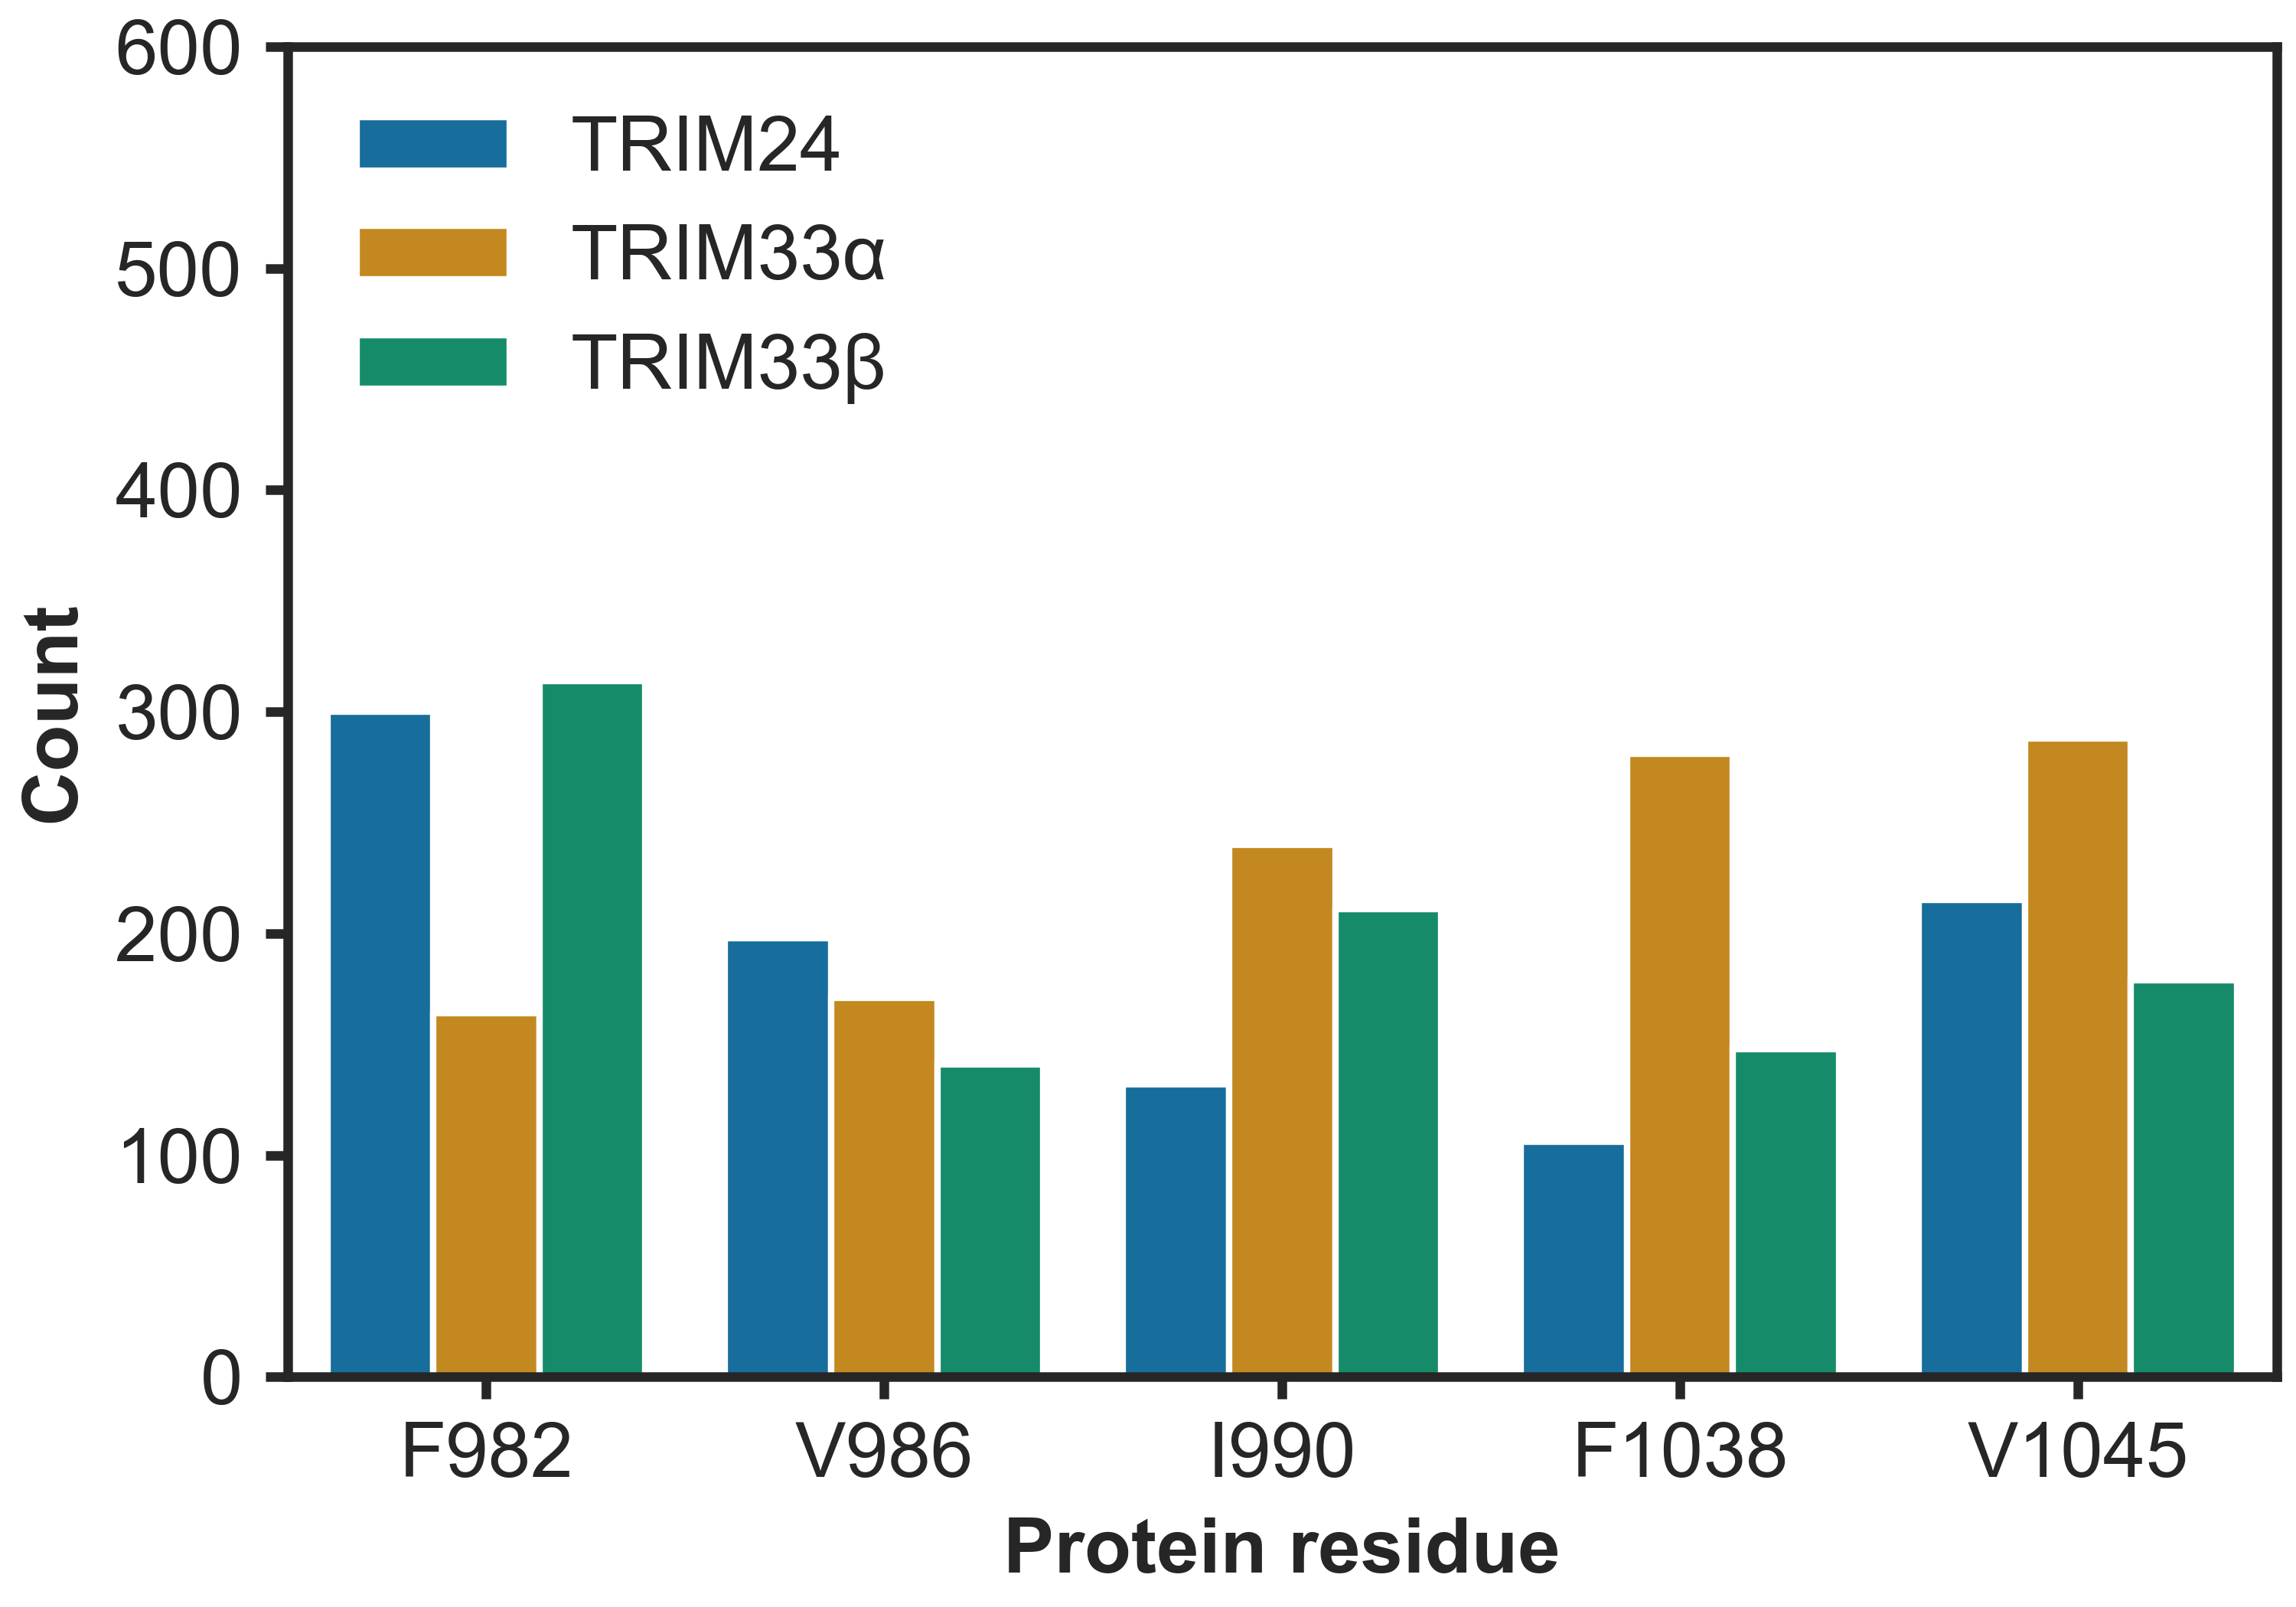 600
500
400
300
200
100
0
Count
TRIM24
TRIM33α
TRIM33β
F982
V986
I990
F1038
V1045
Protein residue